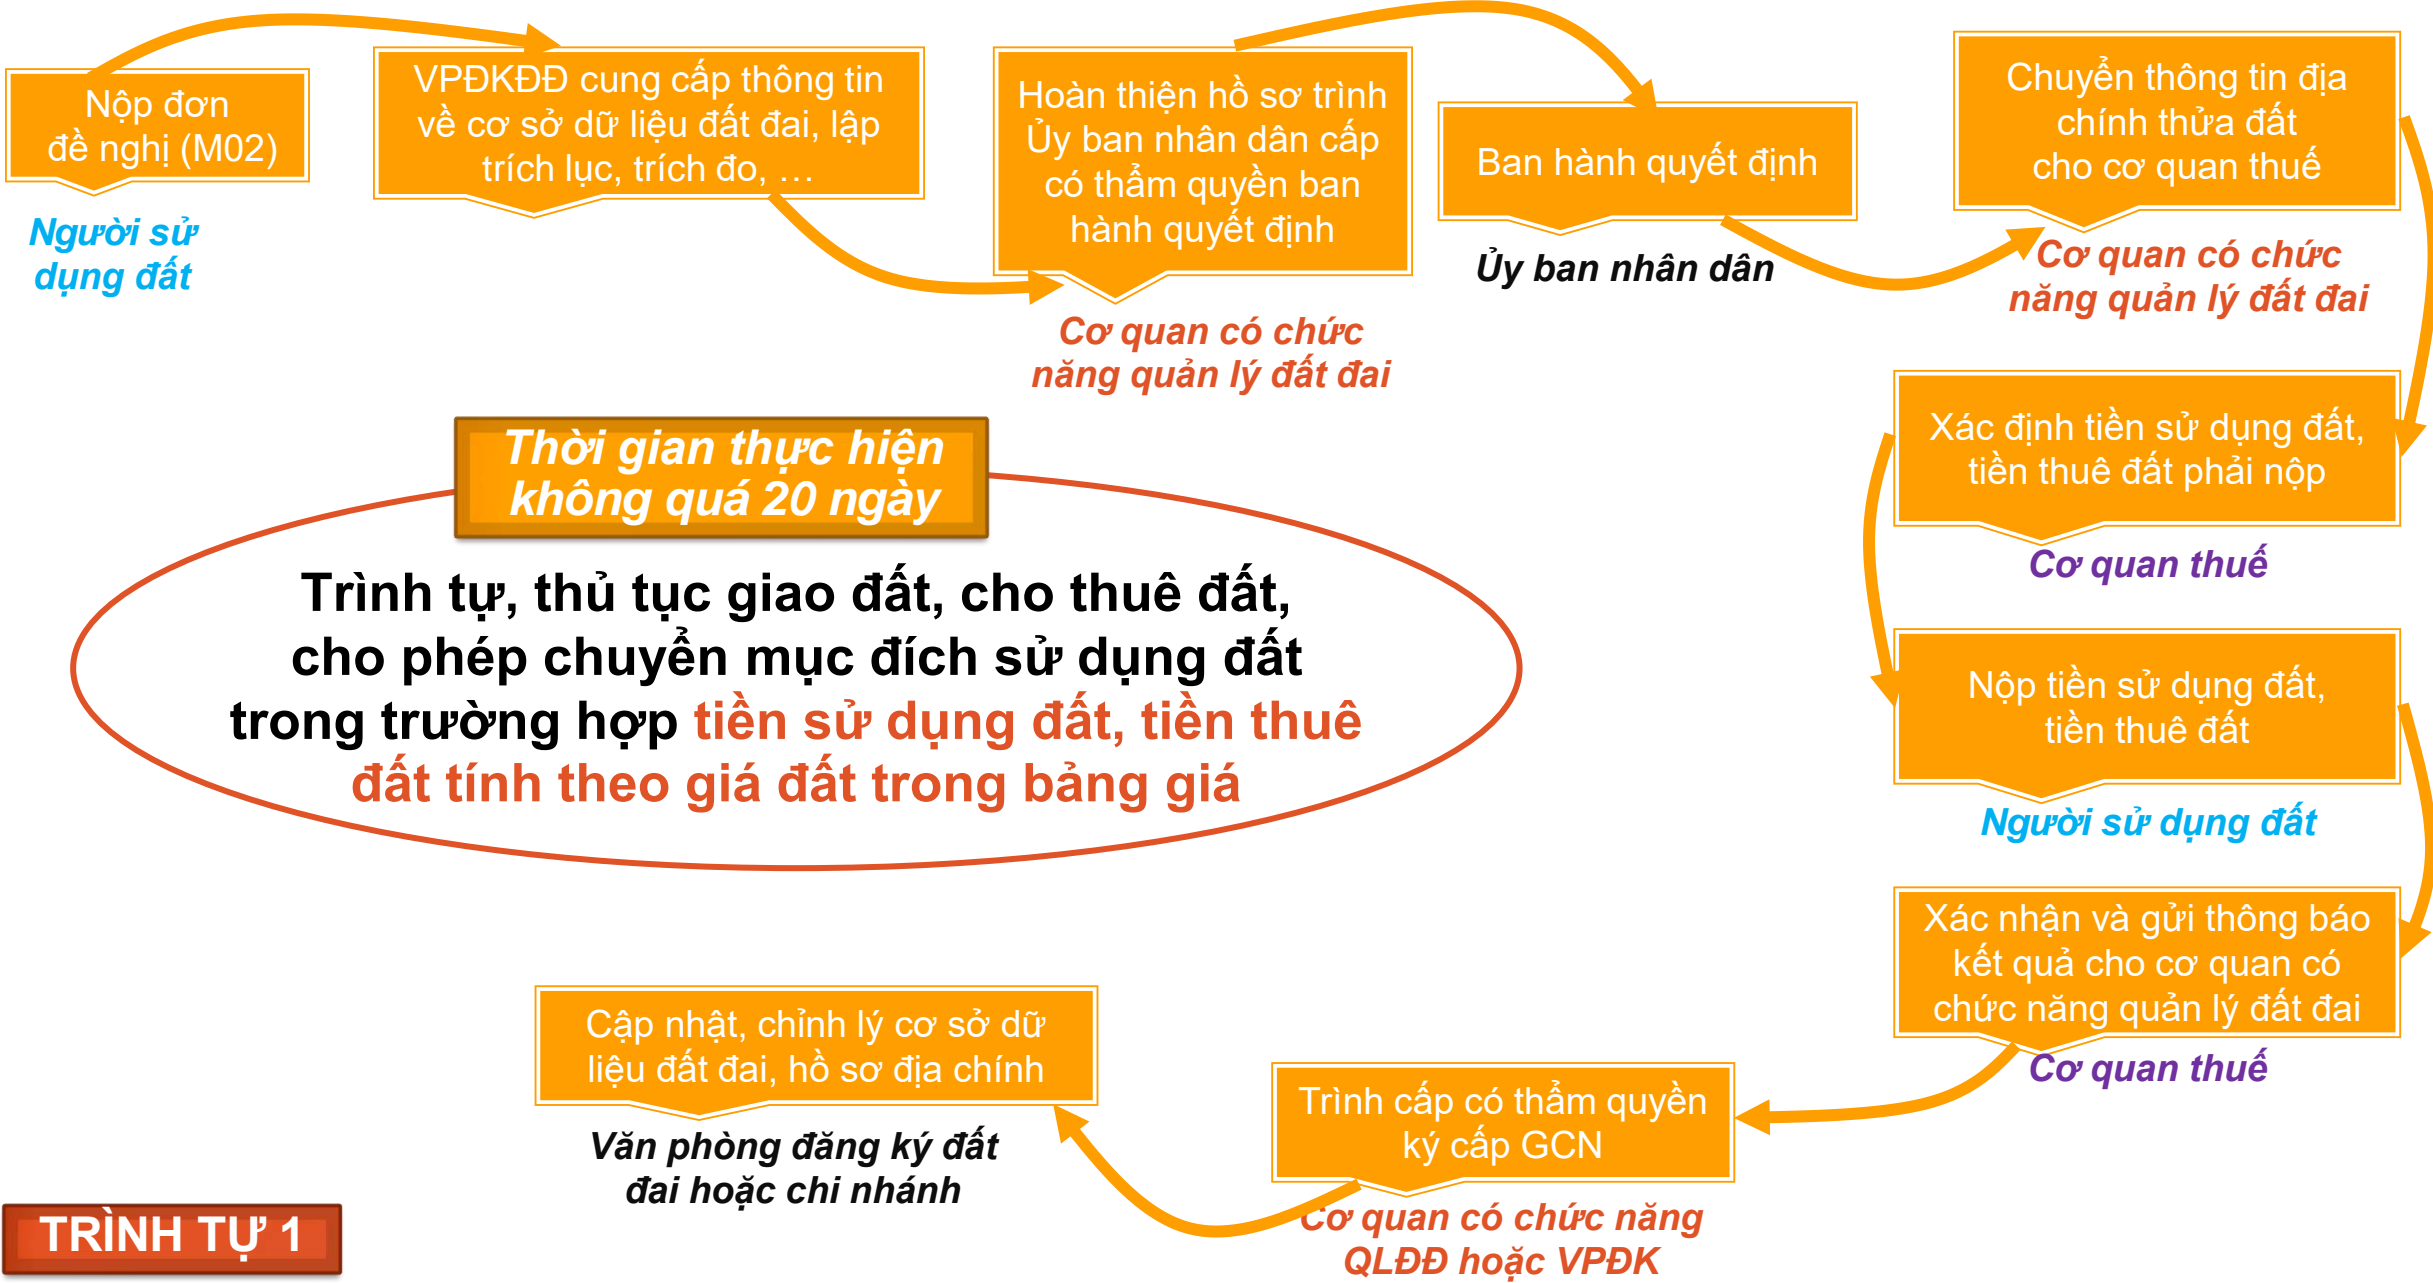 Nộp đơn
đề nghị (M02)
Người sử
dụng đất
VPĐKĐĐ cung cấp thông tin
về cơ sở dữ liệu đất đai, lập
trích lục, trích đo, …
Hoàn thiện hồ sơ trình
Ủy ban nhân dân cấp
có thẩm quyền ban
hành quyết định
Cơ quan có chức
năng quản lý đất đai
Ban hành quyết định
Ủy ban nhân dân
Chuyển thông tin địa
chính thửa đất
cho cơ quan thuế
Cơ quan có chức
năng quản lý đất đai
Xác định tiền sử dụng đất,
tiền thuê đất phải nộp
Cơ quan thuế
Nộp tiền sử dụng đất,
tiền thuê đất
Người sử dụng đất
Xác nhận và gửi thông báo
kết quả cho cơ quan có
chức năng quản lý đất đai
Cơ quan thuế
Trình cấp có thẩm quyền
ký cấp GCN
Cơ quan có chức năng
QLĐĐ hoặc VPĐK
Cập nhật, chỉnh lý cơ sở dữ
liệu đất đai, hồ sơ địa chính
Văn phòng đăng ký đất
đai hoặc chi nhánh
Thời gian thực hiện
không quá 20 ngày
Trình tự, thủ tục giao đất, cho thuê đất,
cho phép chuyển mục đích sử dụng đất
trong trường hợp tiền sử dụng đất, tiền thuê
đất tính theo giá đất trong bảng giá
TRÌNH TỰ 1